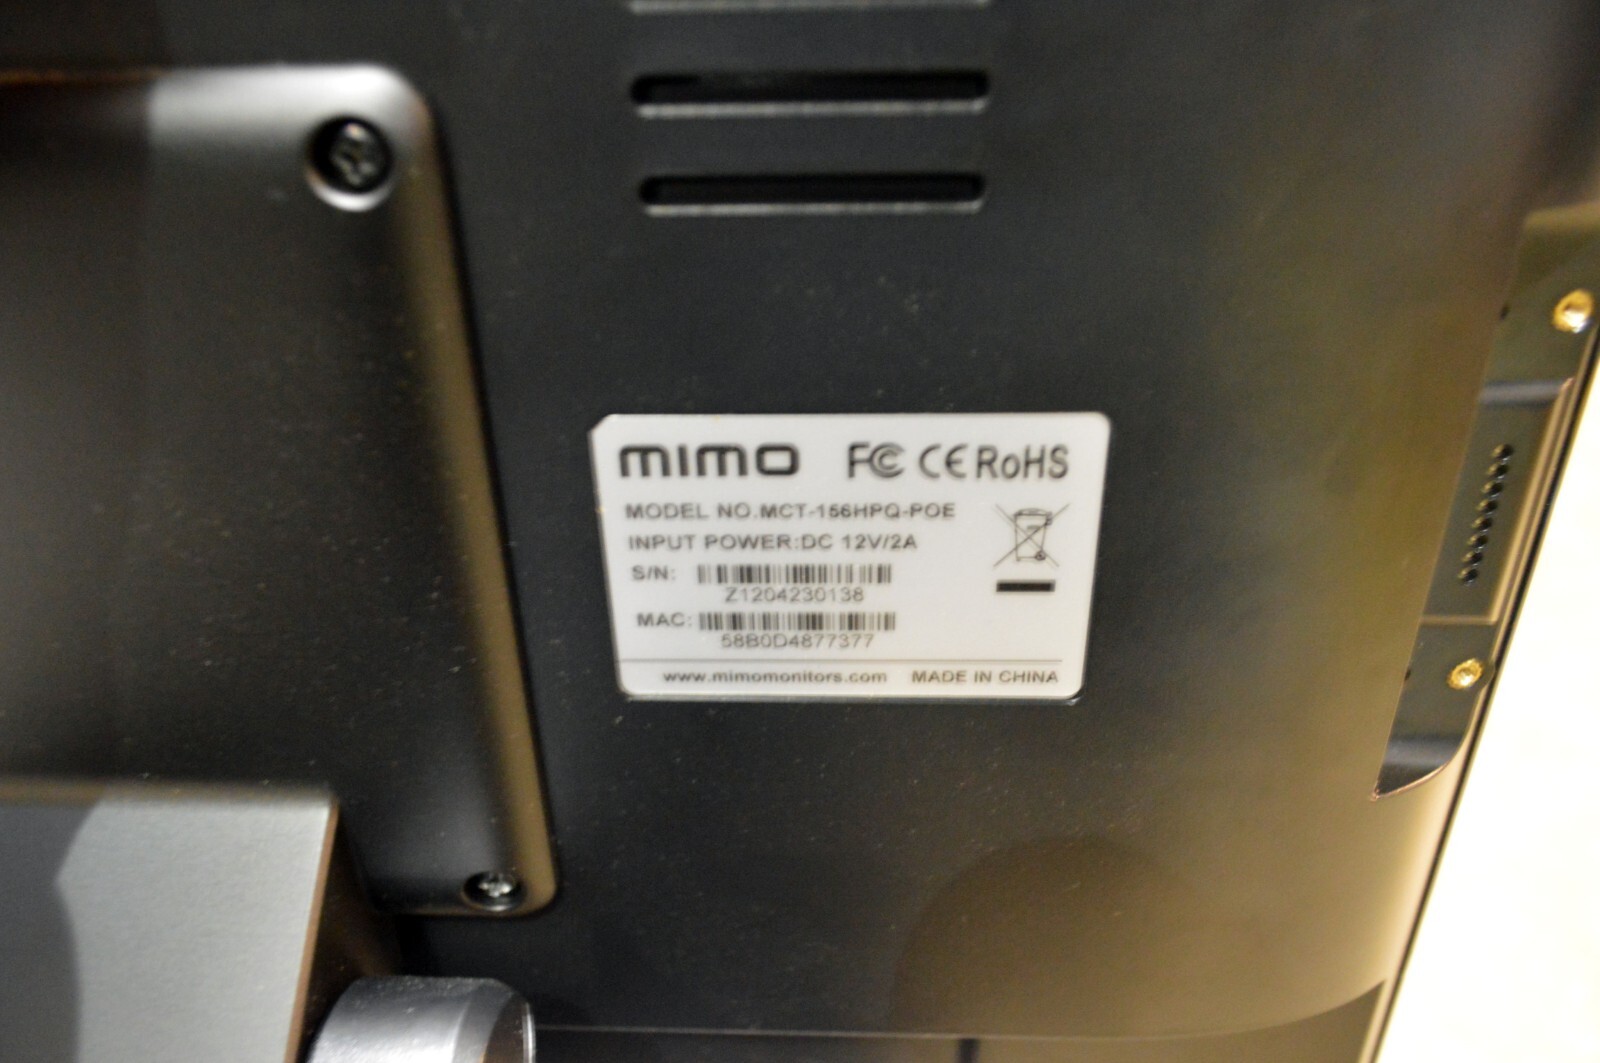 mimo FC CE RoHS
MODEL NO.MCT-156HPQ-POE
INPUT POWER:DC 12V/2A
S/N:
Z1204230138
MAC:
58B0D4877377
www.mimomonitors.com MADE IN CHINA